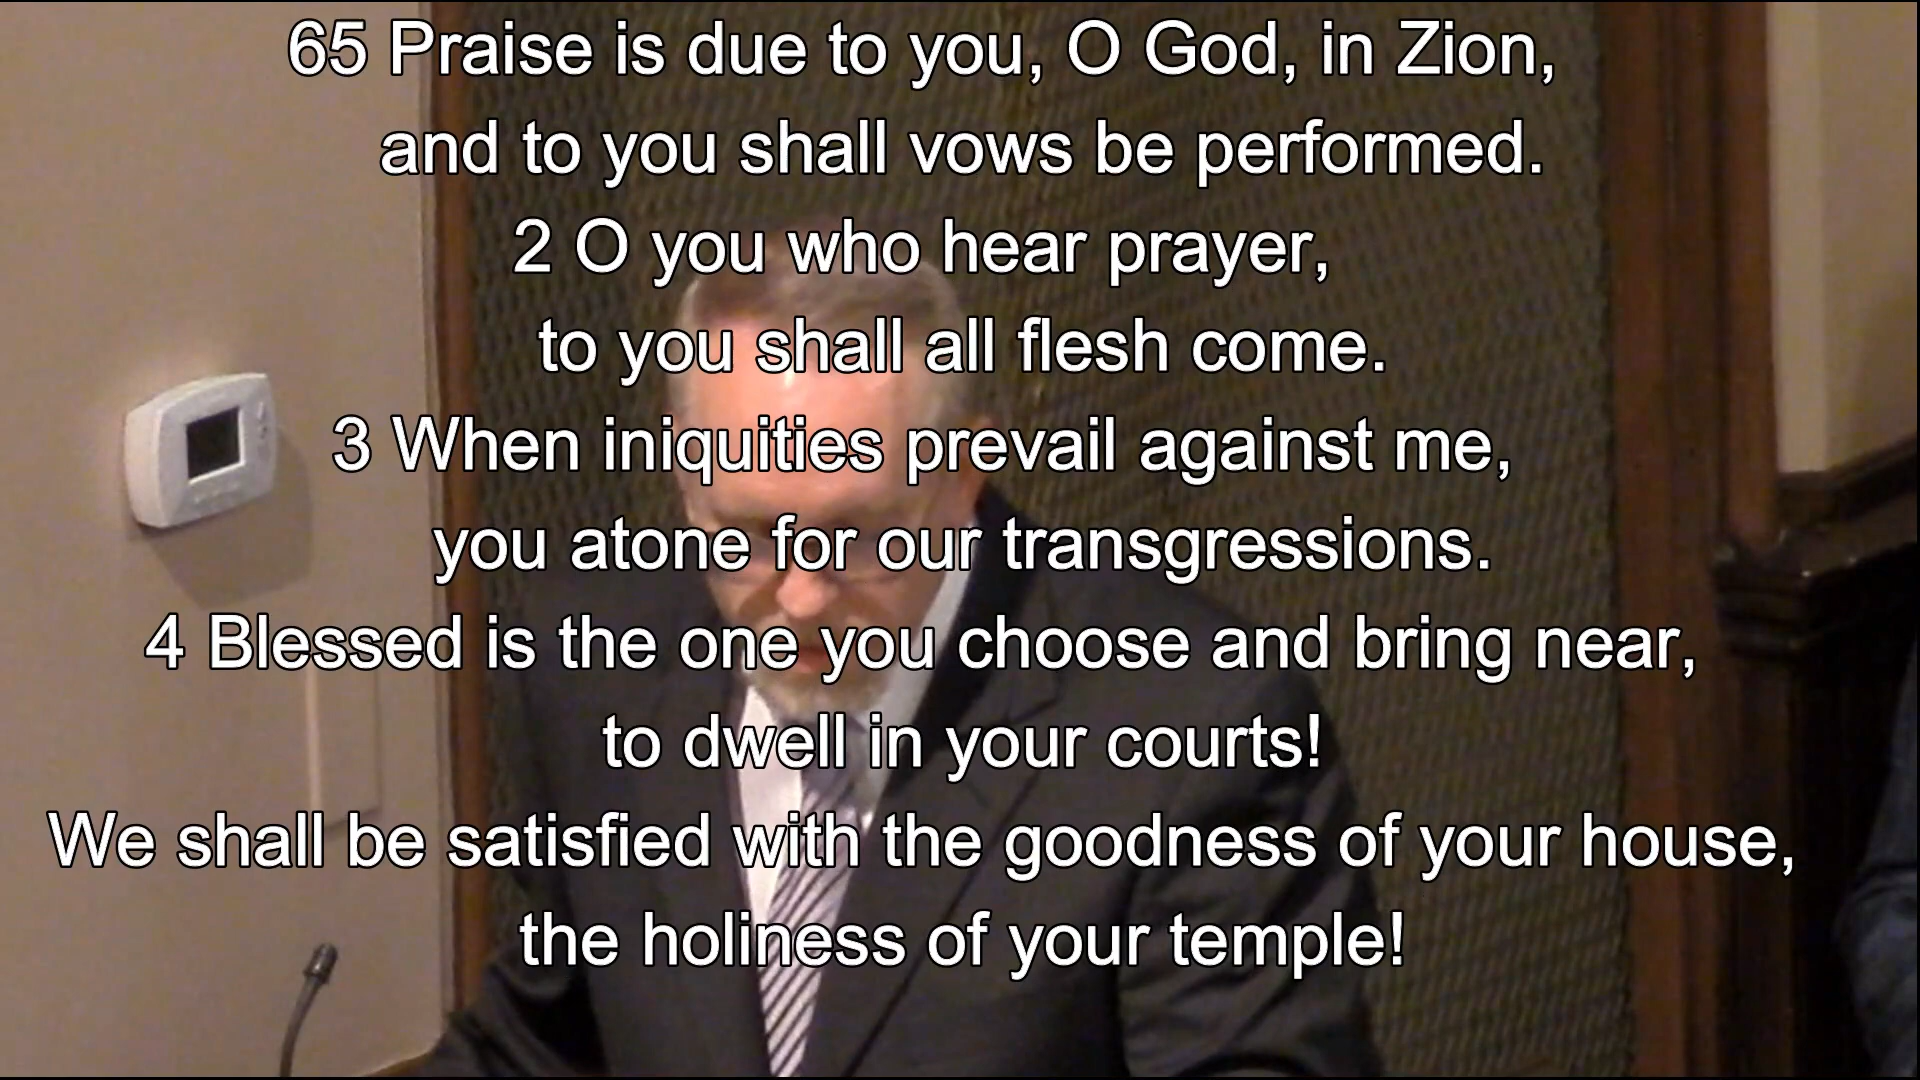 65 Praise is due to you, O God, in Zion,
and to you shall vows be performed.
2 O you who hear prayer,
to you shall all flesh come.
3 When iniquities prevail against me,
you atone for our transgressions.
4 Blessed is the one you choose and bring near,
to dwell in your courts!
We shall be satisfied with the goodness of your house,
the holiness of your temple!